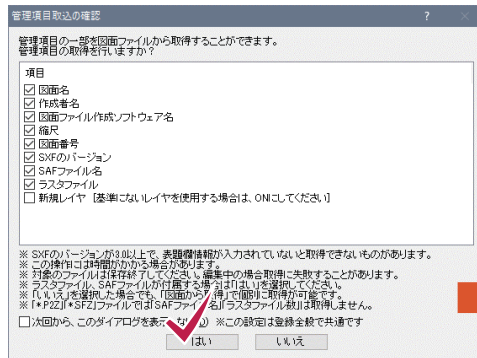 管理項目取込の確認
管理項目の一部を図面ファイルから取得することができます。
管理項目の取得を行いますか？
項目
図面名
作成者名
図面ファイル作成ソフトウェア名
縮尺
図面番号
SXFのバージョン
SAFファイル名
ラスタファイル
新規レイヤ [基準にないレイヤを使用する場合は、ONにしてください]
※ SXFのバージョンが3.0以上で、表題欄情報が入力されていないと取得できないものがあります。
※ この操作には時間がかかる場合があります。
※ 対象のファイルは保存終了してください。編集中の場合取得に失敗することがあります。
※ ラスタファイル、SAFファイルが付属する場合は「はい」を選択してください。
※ 「いいえ」を選択した場合でも、「図面から取得」で個別に取得が可能です。
※ 「*.P2Z」「*.SFZ」ファイルでは「SAFファイル名」「ラスタファイル数」は取得しません。
次回から、このダイアログを表示 ※この設定は登録全般で共通です
はい いいえ